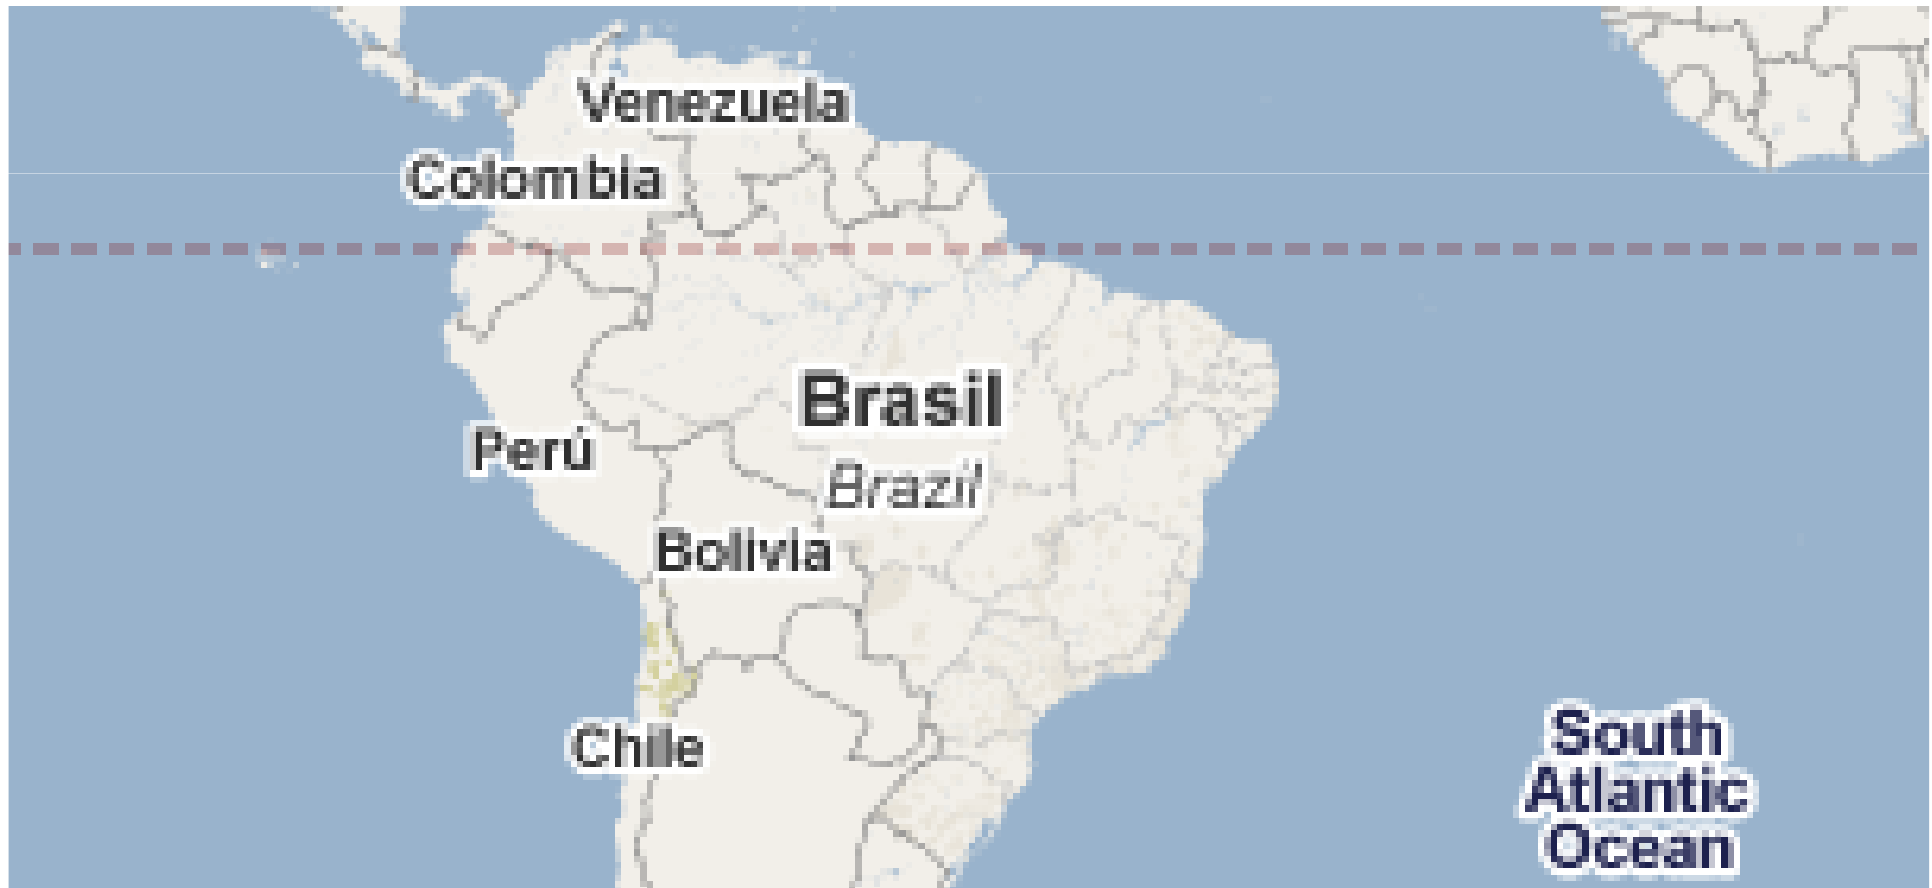 Venezuela
Colombia
Brasil
Perú
Brazil
Bolivia
Chile
South
Atlantic
Ocean